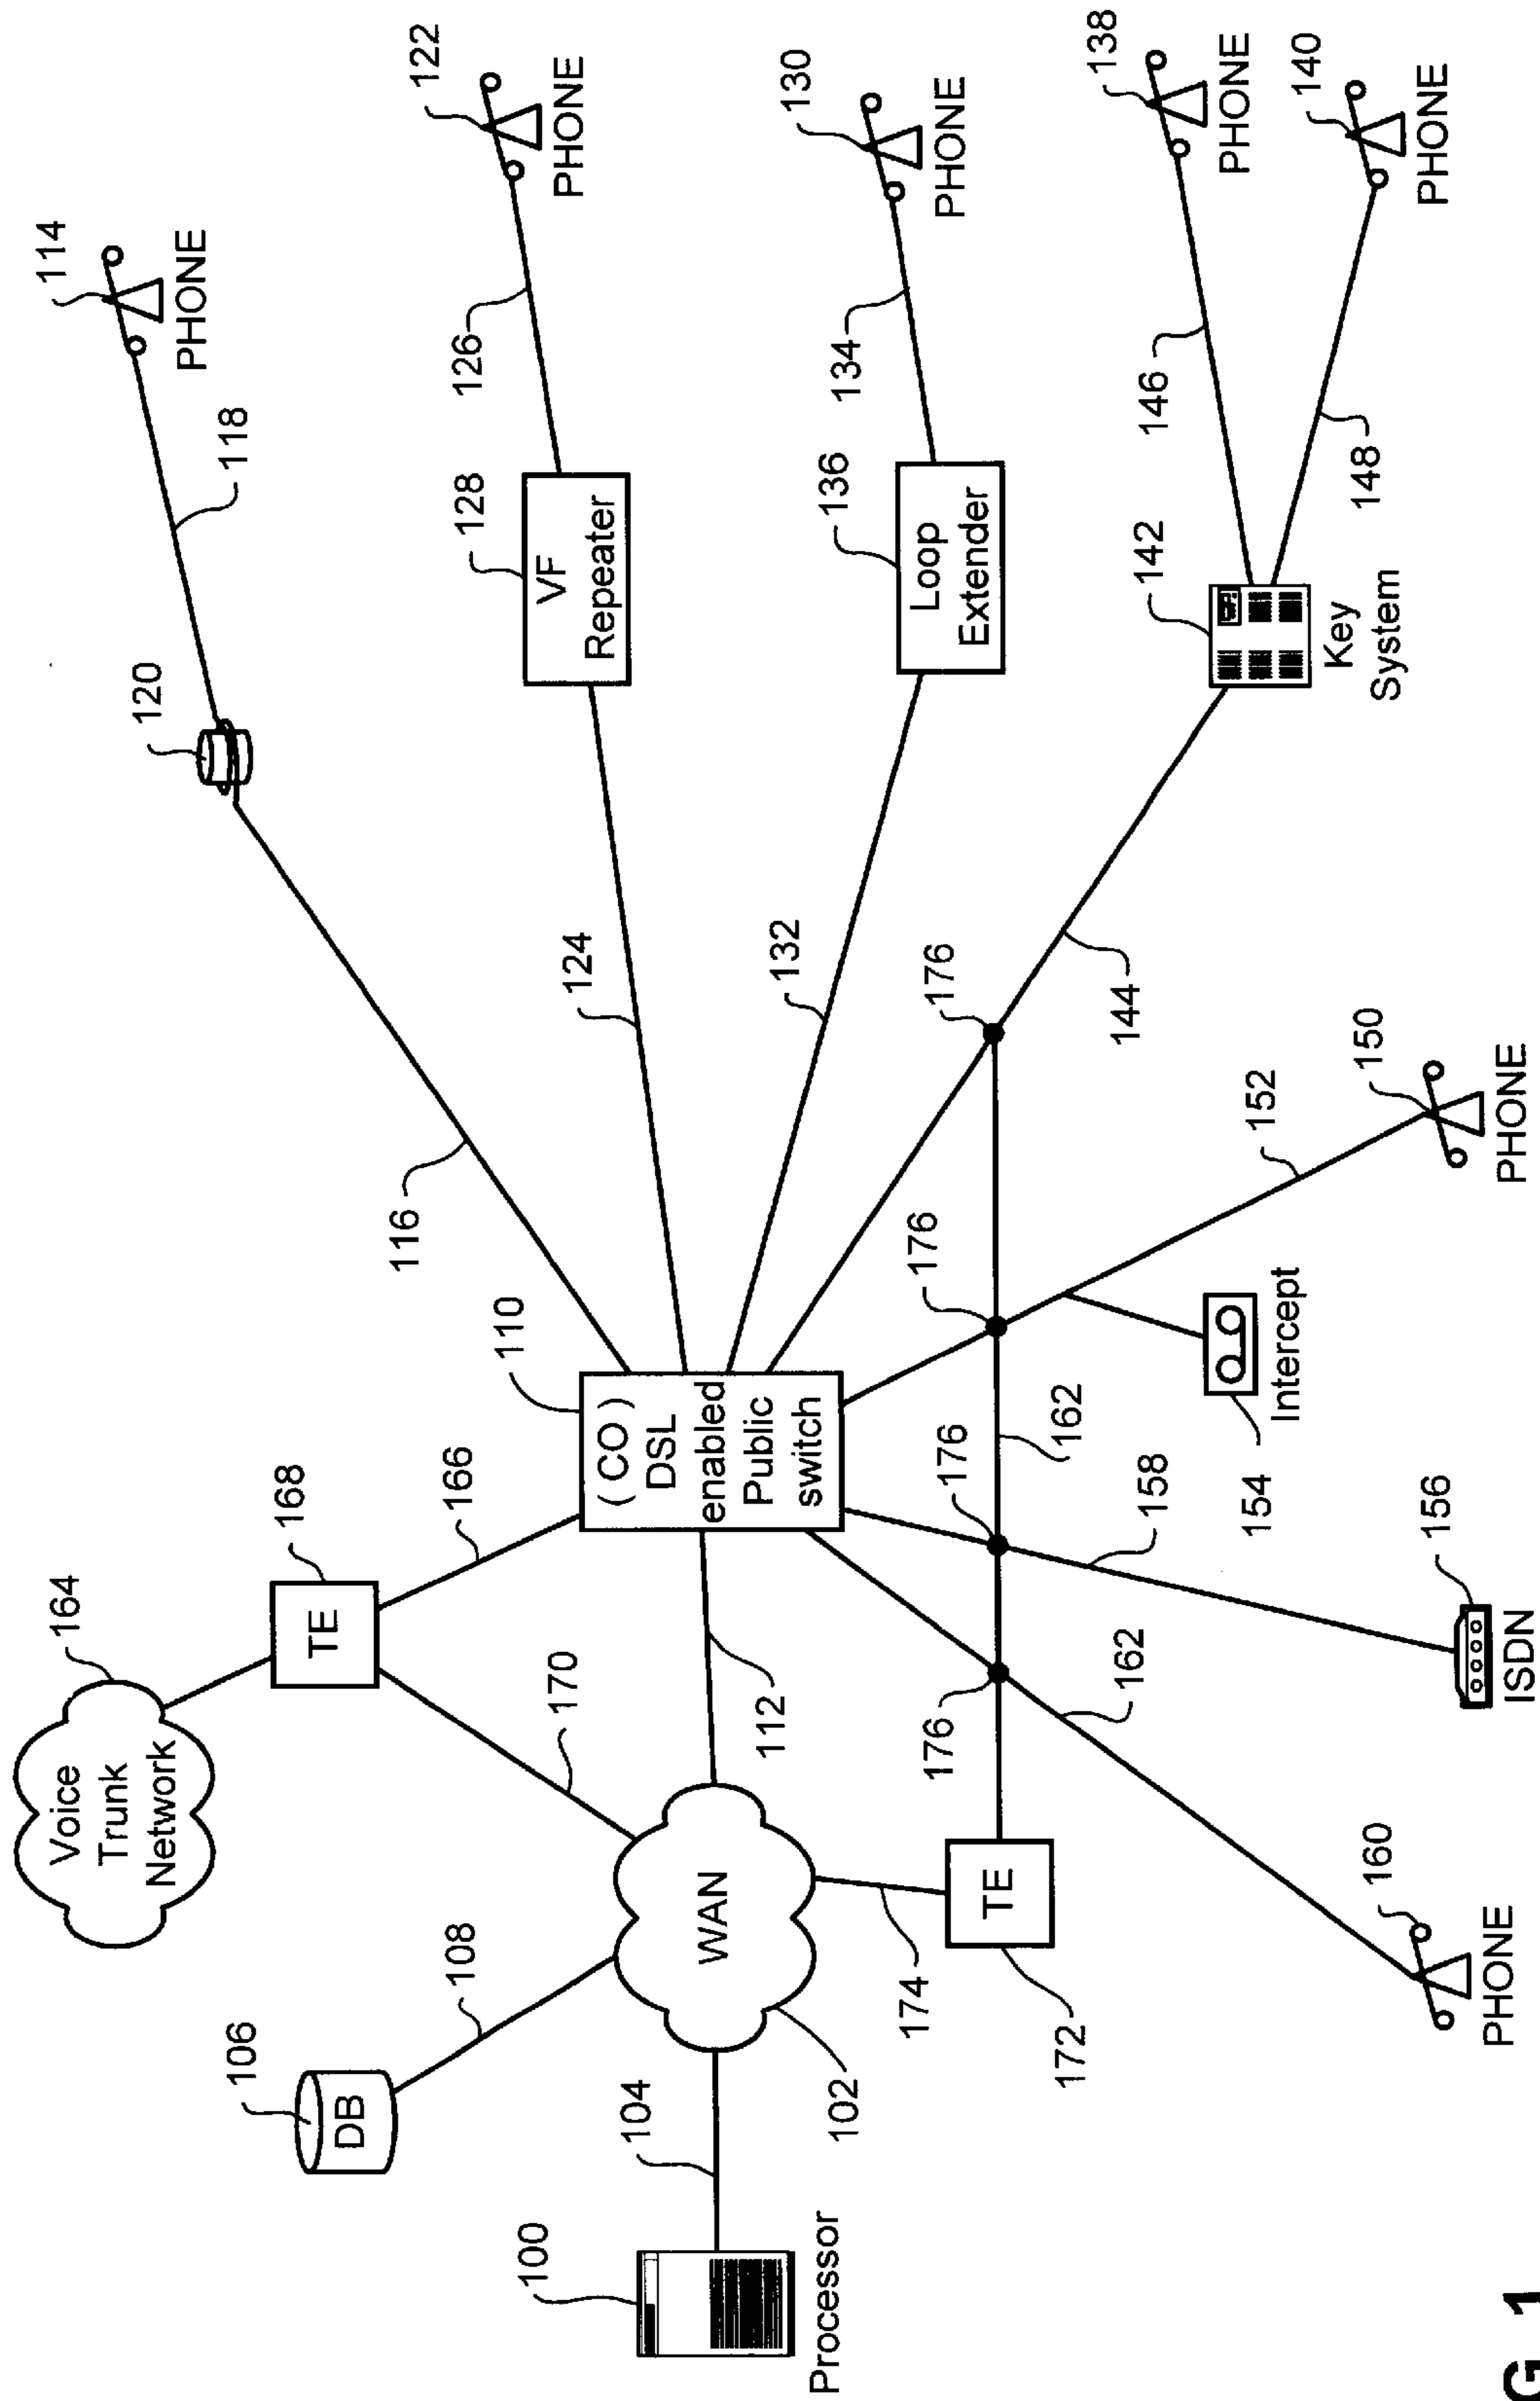 114
PHONE
118
120
116
122
PHONE
126
128
VF
Repeater
124
130
PHONE
134
136
Loop
Extender
132
138
PHONE
140
PHONE
146
148
142
Key
System
144
176
150
PHONE
152
176
Intercept
154
162
110
(CO)
DSL
enabled
Public
switch
176
158
156
ISDN
164
Voice
Trunk
Network
168
TE
166
170
112
176
162
160
PHONE
106
DB
108
WAN
102
174
TE
172
100
104
Processor
G 1